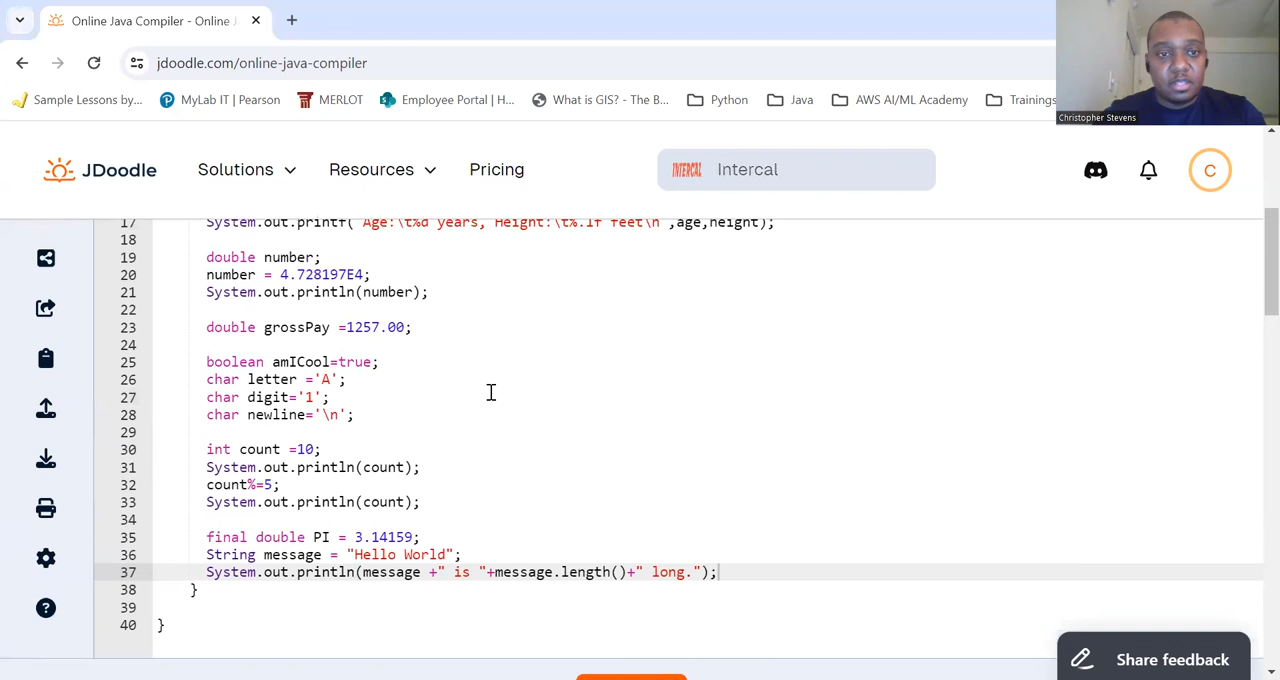 Online Java Compiler - Online J
jdoodle.com/online-java-compiler
Sample Lessons by...
MyLab IT | Pearson
MERLOT
Employee Portal | H...
What is GIS? - The B...
Python
Java
AWS AI/ML Academy
Trainings
Christopher Stevens
JDoodle
Solutions
Resources
Pricing
INTERCAL
Intercal
C
17 System.out.printf("Age:\t%d years, Height:\t%.1f feet\n",age,height);
18
19 double number;
20 number = 4.728197E4;
21 System.out.println(number);
22
23 double grossPay =1257.00;
24
25 boolean amICool=true;
26 char letter ='A';
27 char digit='1';
28 char newline='\n';
29
30 int count =10;
31 System.out.println(count);
32 count%=5;
33 System.out.println(count);
34
35 final double PI = 3.14159;
36 String message = "Hello World";
37 System.out.println(message +" is "+message.length()+" long.");
38 }
39
40 }
Share feedback